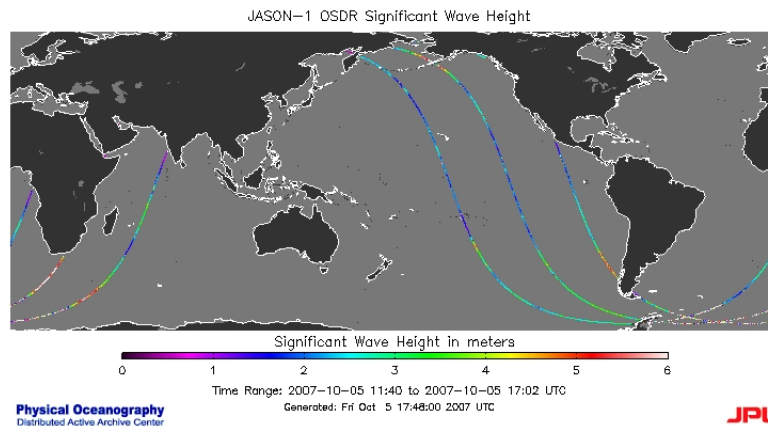 JASON-1 OSDR Significant Wave Height
Significant Wave Height in meters
0 1 2 3 4 5 6
Time Range: 2007-10-05 11:40 to 2007-10-05 17:02 UTC
Generated: Fri Oct 5 17:48:00 2007 UTC
Physical Oceanography
Distributed Active Archive Center
JPL